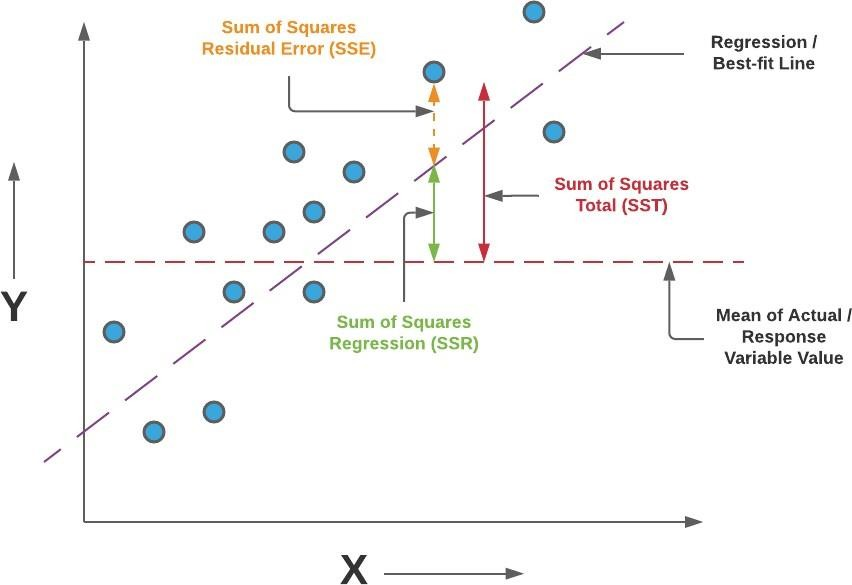 Sum of Squares
Residual Error (SSE)
Regression /
Best-fit Line
Sum of Squares
Total (SST)
Y
Sum of Squares
Regression (SSR)
Mean of Actual /
Response
Variable Value
X